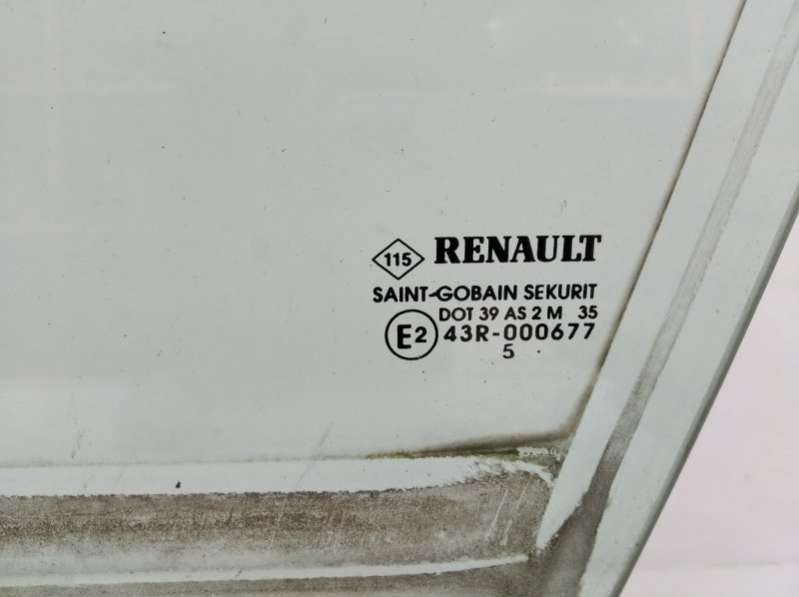 115 RENAULT
SAINT-GOBAIN SEKURIT
DOT 39 AS 2 M 35
E2 43R-000677
5